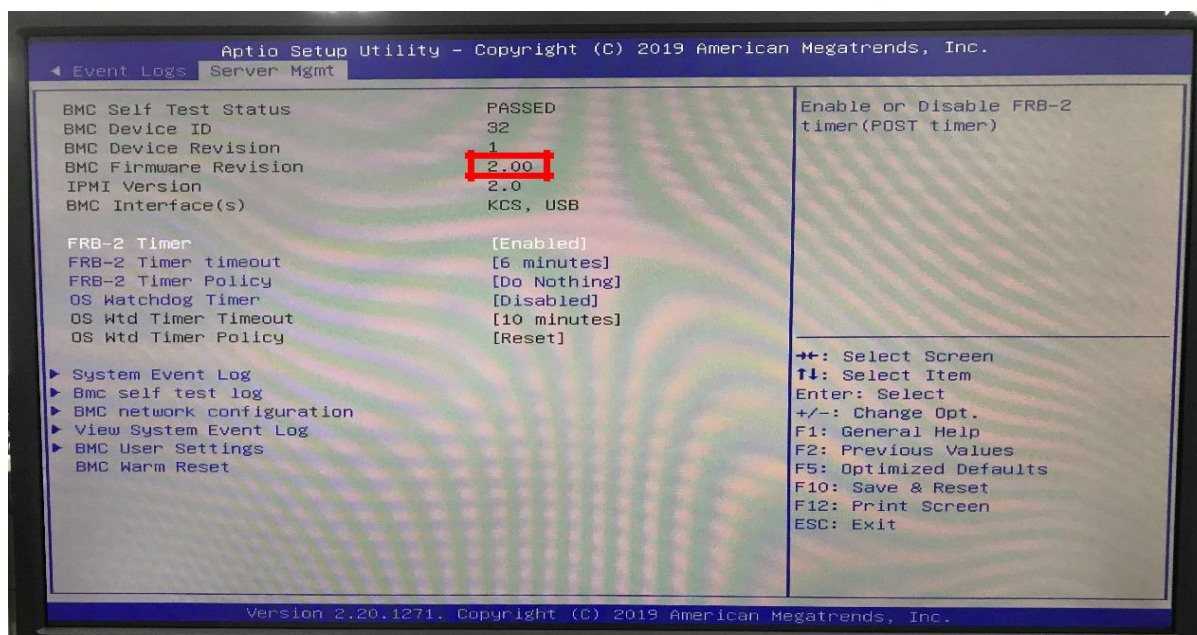 Aptio Setup Utility – Copyright (C) 2019 American Megatrends, Inc.
◄ Event Logs Server Mgmt
BMC Self Test Status PASSED
BMC Device ID 32
BMC Device Revision 1
BMC Firmware Revision 2.00
IPMI Version 2.0
BMC Interface(s) KCS, USB
FRB-2 Timer [Enabled]
FRB-2 Timer timeout [6 minutes]
FRB-2 Timer Policy [Do Nothing]
OS Watchdog Timer [Disabled]
OS Wtd Timer Timeout [10 minutes]
OS Wtd Timer Policy [Reset]
► System Event Log
► Bmc self test log
► BMC network configuration
► View System Event Log
► BMC User Settings
BMC Warm Reset
Enable or Disable FRB-2
timer(POST timer)
→←: Select Screen
↑↓: Select Item
Enter: Select
+/-: Change Opt.
F1: General Help
F2: Previous Values
F5: Optimized Defaults
F10: Save & Reset
F12: Print Screen
ESC: Exit
Version 2.20.1271. Copyright (C) 2019 American Megatrends, Inc.